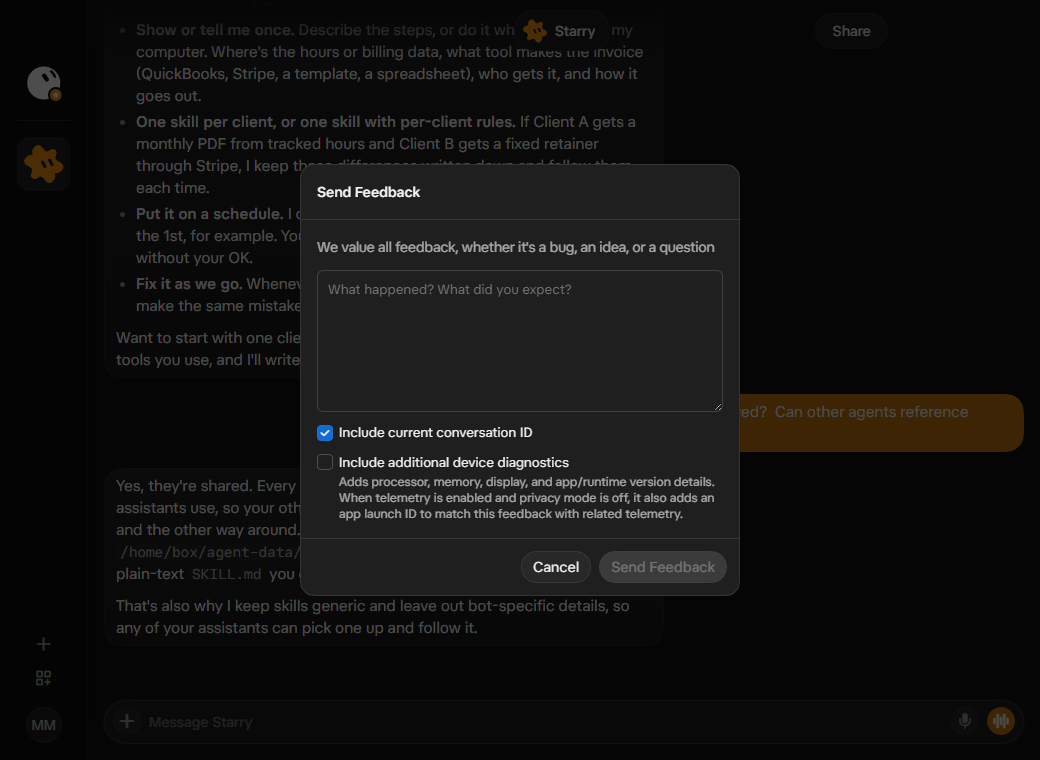 Show or tell me once. Describe the steps, or do it wh
my
Starry
Share
computer. Where's the hours or billing data, what tool makes the invoice
(QuickBooks, Stripe, a template, a spreadsheet), who gets it, and how it
goes out.
One skill per client, or one skill with per-client rules. If Client A gets a
monthly PDF from tracked hours and Client B gets a fixed retainer
through Stripe, I keep those differences written down and follow them
each time.
Put it on a schedule. I
the 1st, for example. You
without your OK.
Fix it as we go. Whenev
make the same mistake
Want to start with one clie
tools you use, and I'll write
ed? Can other agents reference
Yes, they're shared. Every
assistants use, so your oth
and the other way around.
/home/box/agent-data/
plain-text SKILL.md you
That's also why I keep skills generic and leave out bot-specific details, so
any of your assistants can pick one up and follow it.
Send Feedback
We value all feedback, whether it's a bug, an idea, or a question
What happened? What did you expect?
Include current conversation ID
Include additional device diagnostics
Adds processor, memory, display, and app/runtime version details.
When telemetry is enabled and privacy mode is off, it also adds an
app launch ID to match this feedback with related telemetry.
Cancel
Send Feedback
MM
Message Starry